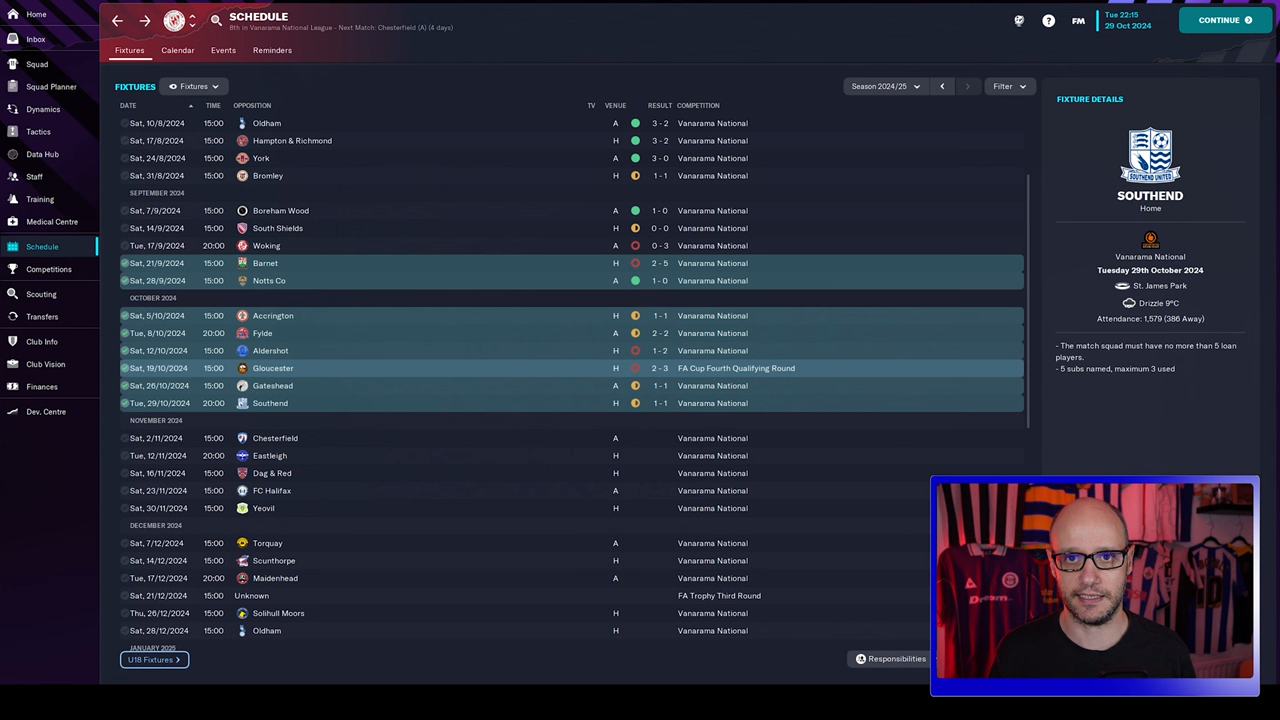 Home
Inbox
Squad
Squad Planner
Dynamics
Tactics
Data Hub
Staff
Training
Medical Centre
Schedule
Competitions
Scouting
Transfers
Club Info
Club Vision
Finances
Dev. Centre
SCHEDULE
8th in Vanarama National League - Next Match: Chesterfield (A) (4 days)
FM
Tue 22:15
29 Oct 2024
CONTINUE
Fixtures Calendar Events Reminders
FIXTURES Fixtures Season 2024/25 Filter
DATE TIME OPPOSITION TV VENUE RESULT COMPETITION
Sat, 10/8/2024 15:00 Oldham A 3 - 2 Vanarama National
Sat, 17/8/2024 15:00 Hampton & Richmond H 3 - 2 Vanarama National
Sat, 24/8/2024 15:00 York A 3 - 0 Vanarama National
Sat, 31/8/2024 15:00 Bromley H 1 - 1 Vanarama National
SEPTEMBER 2024
Sat, 7/9/2024 15:00 Boreham Wood A 1 - 0 Vanarama National
Sat, 14/9/2024 15:00 South Shields H 0 - 0 Vanarama National
Tue, 17/9/2024 20:00 Woking A 0 - 3 Vanarama National
Sat, 21/9/2024 15:00 Barnet H 2 - 5 Vanarama National
Sat, 28/9/2024 15:00 Notts Co A 1 - 0 Vanarama National
OCTOBER 2024
Sat, 5/10/2024 15:00 Accrington H 1 - 1 Vanarama National
Tue, 8/10/2024 20:00 Fylde A 2 - 2 Vanarama National
Sat, 12/10/2024 15:00 Aldershot H 1 - 2 Vanarama National
Sat, 19/10/2024 15:00 Gloucester H 2 - 3 FA Cup Fourth Qualifying Round
Sat, 26/10/2024 15:00 Gateshead A 1 - 1 Vanarama National
Tue, 29/10/2024 20:00 Southend H 1 - 1 Vanarama National
NOVEMBER 2024
Sat, 2/11/2024 15:00 Chesterfield A Vanarama National
Tue, 12/11/2024 20:00 Eastleigh H Vanarama National
Sat, 16/11/2024 15:00 Dag & Red H Vanarama National
Sat, 23/11/2024 15:00 FC Halifax A Vanarama National
Sat, 30/11/2024 15:00 Yeovil H Vanarama National
DECEMBER 2024
Sat, 7/12/2024 15:00 Torquay A Vanarama National
Sat, 14/12/2024 15:00 Scunthorpe H Vanarama National
Tue, 17/12/2024 20:00 Maidenhead A Vanarama National
Sat, 21/12/2024 15:00 Unknown FA Trophy Third Round
Thu, 26/12/2024 15:00 Solihull Moors H Vanarama National
Sat, 28/12/2024 15:00 Oldham H Vanarama National
JANUARY 2025
U18 Fixtures
Responsibilities
FIXTURE DETAILS
SOUTHEND UNITED
SOUTHEND
Home
Vanarama National
Tuesday 29th October 2024
St. James Park
Drizzle 9°C
Attendance: 1,579 (386 Away)
- The match squad must have no more than 5 loan
players.
- 5 subs named, maximum 3 used